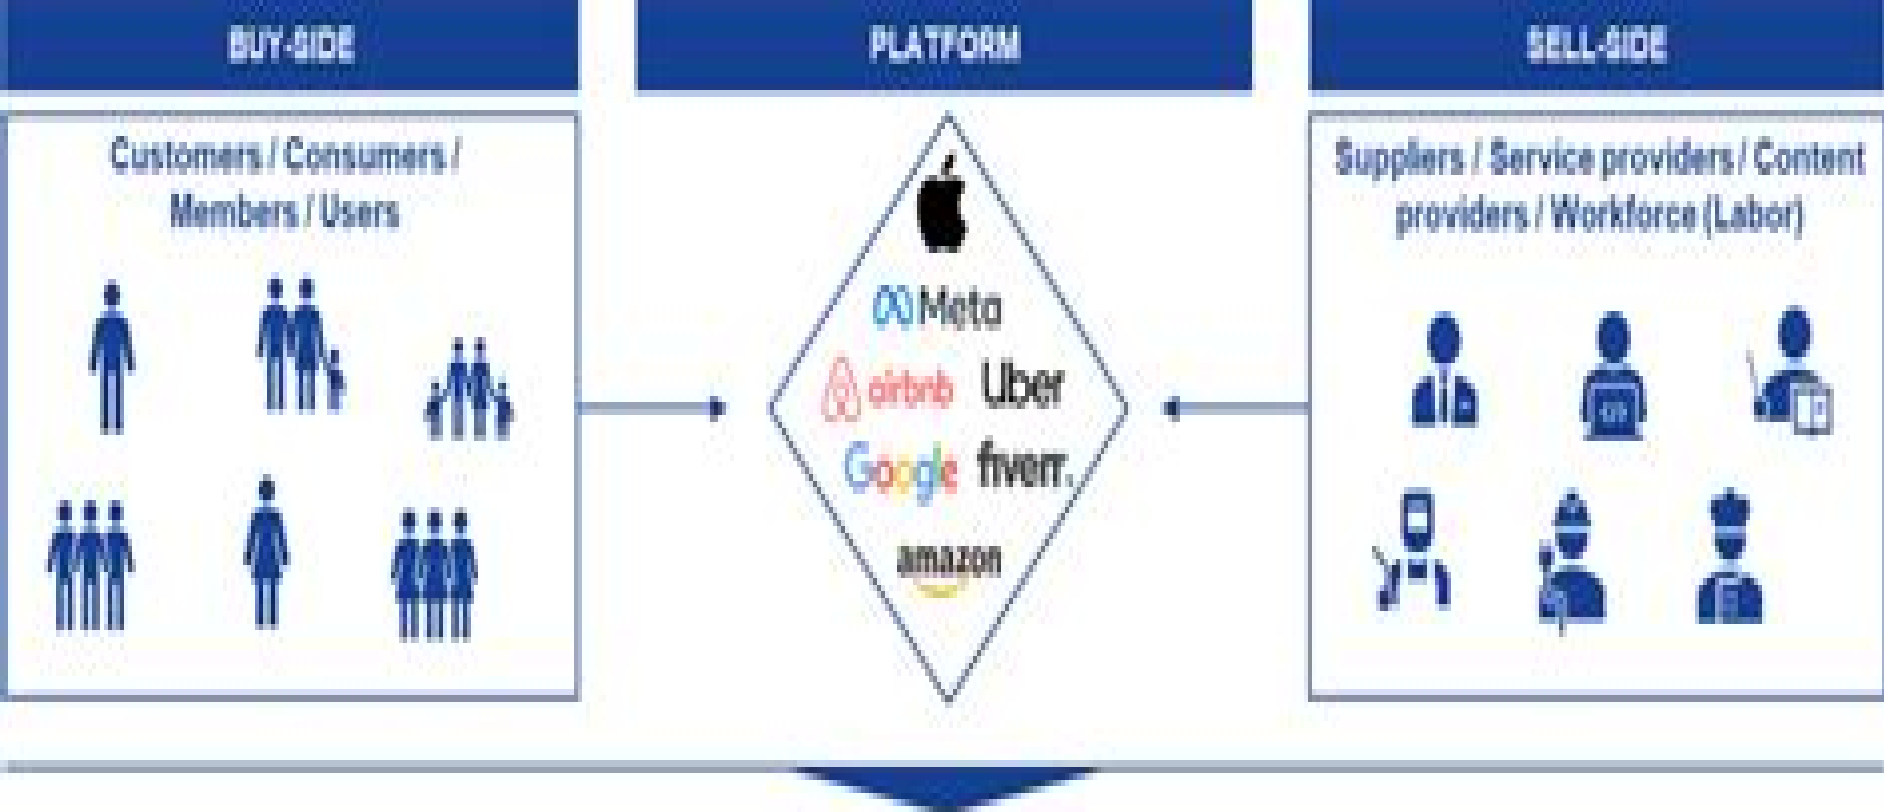 BUY-SIDE
PLATFORM
SELL-SIDE
Customers / Consumers /
Members / Users
Meta
airbnb Uber
Google fiverr.
amazon
Suppliers / Service providers / Content
providers / Workforce (Labor)